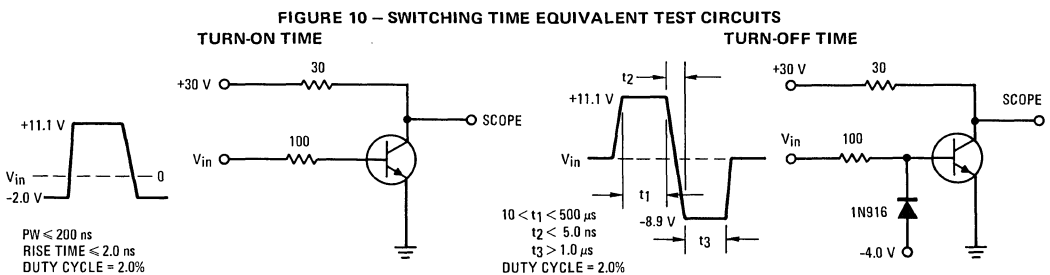 FIGURE 10 – SWITCHING TIME EQUIVALENT TEST CIRCUITS
TURN-ON TIME
+30 V
30
SCOPE
+11.1 V
Vin
0
-2.0 V
Vin
100
PW ≤ 200 ns
RISE TIME ≤ 2.0 ns
DUTY CYCLE = 2.0%
TURN-OFF TIME
t2
+11.1 V
Vin
t1
-8.9 V
t3
10 < t1 < 500 μs
t2 < 5.0 ns
t3 > 1.0 μs
DUTY CYCLE = 2.0%
+30 V
30
SCOPE
Vin
100
1N916
-4.0 V